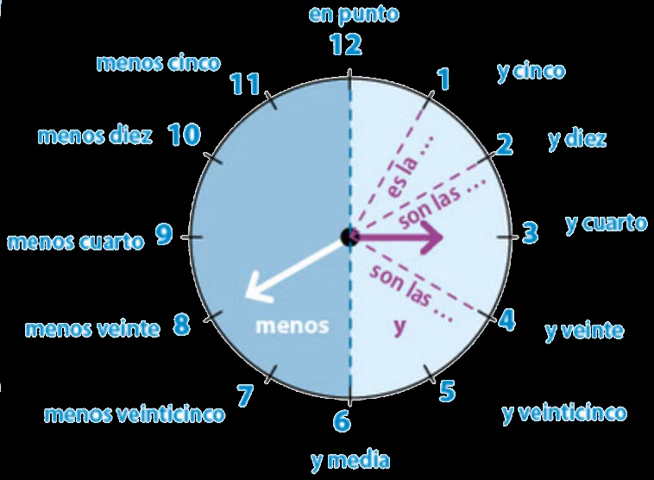 en punto
12
menos cinco
11
1
y cinco
menos diez
10
2
y diez
es la ...
son las ...
menos cuarto
9
3
y cuarto
son las ...
menos
y
menos veinte
8
4
y veinte
menos veinticinco
7
5
y veinticinco
6
y media